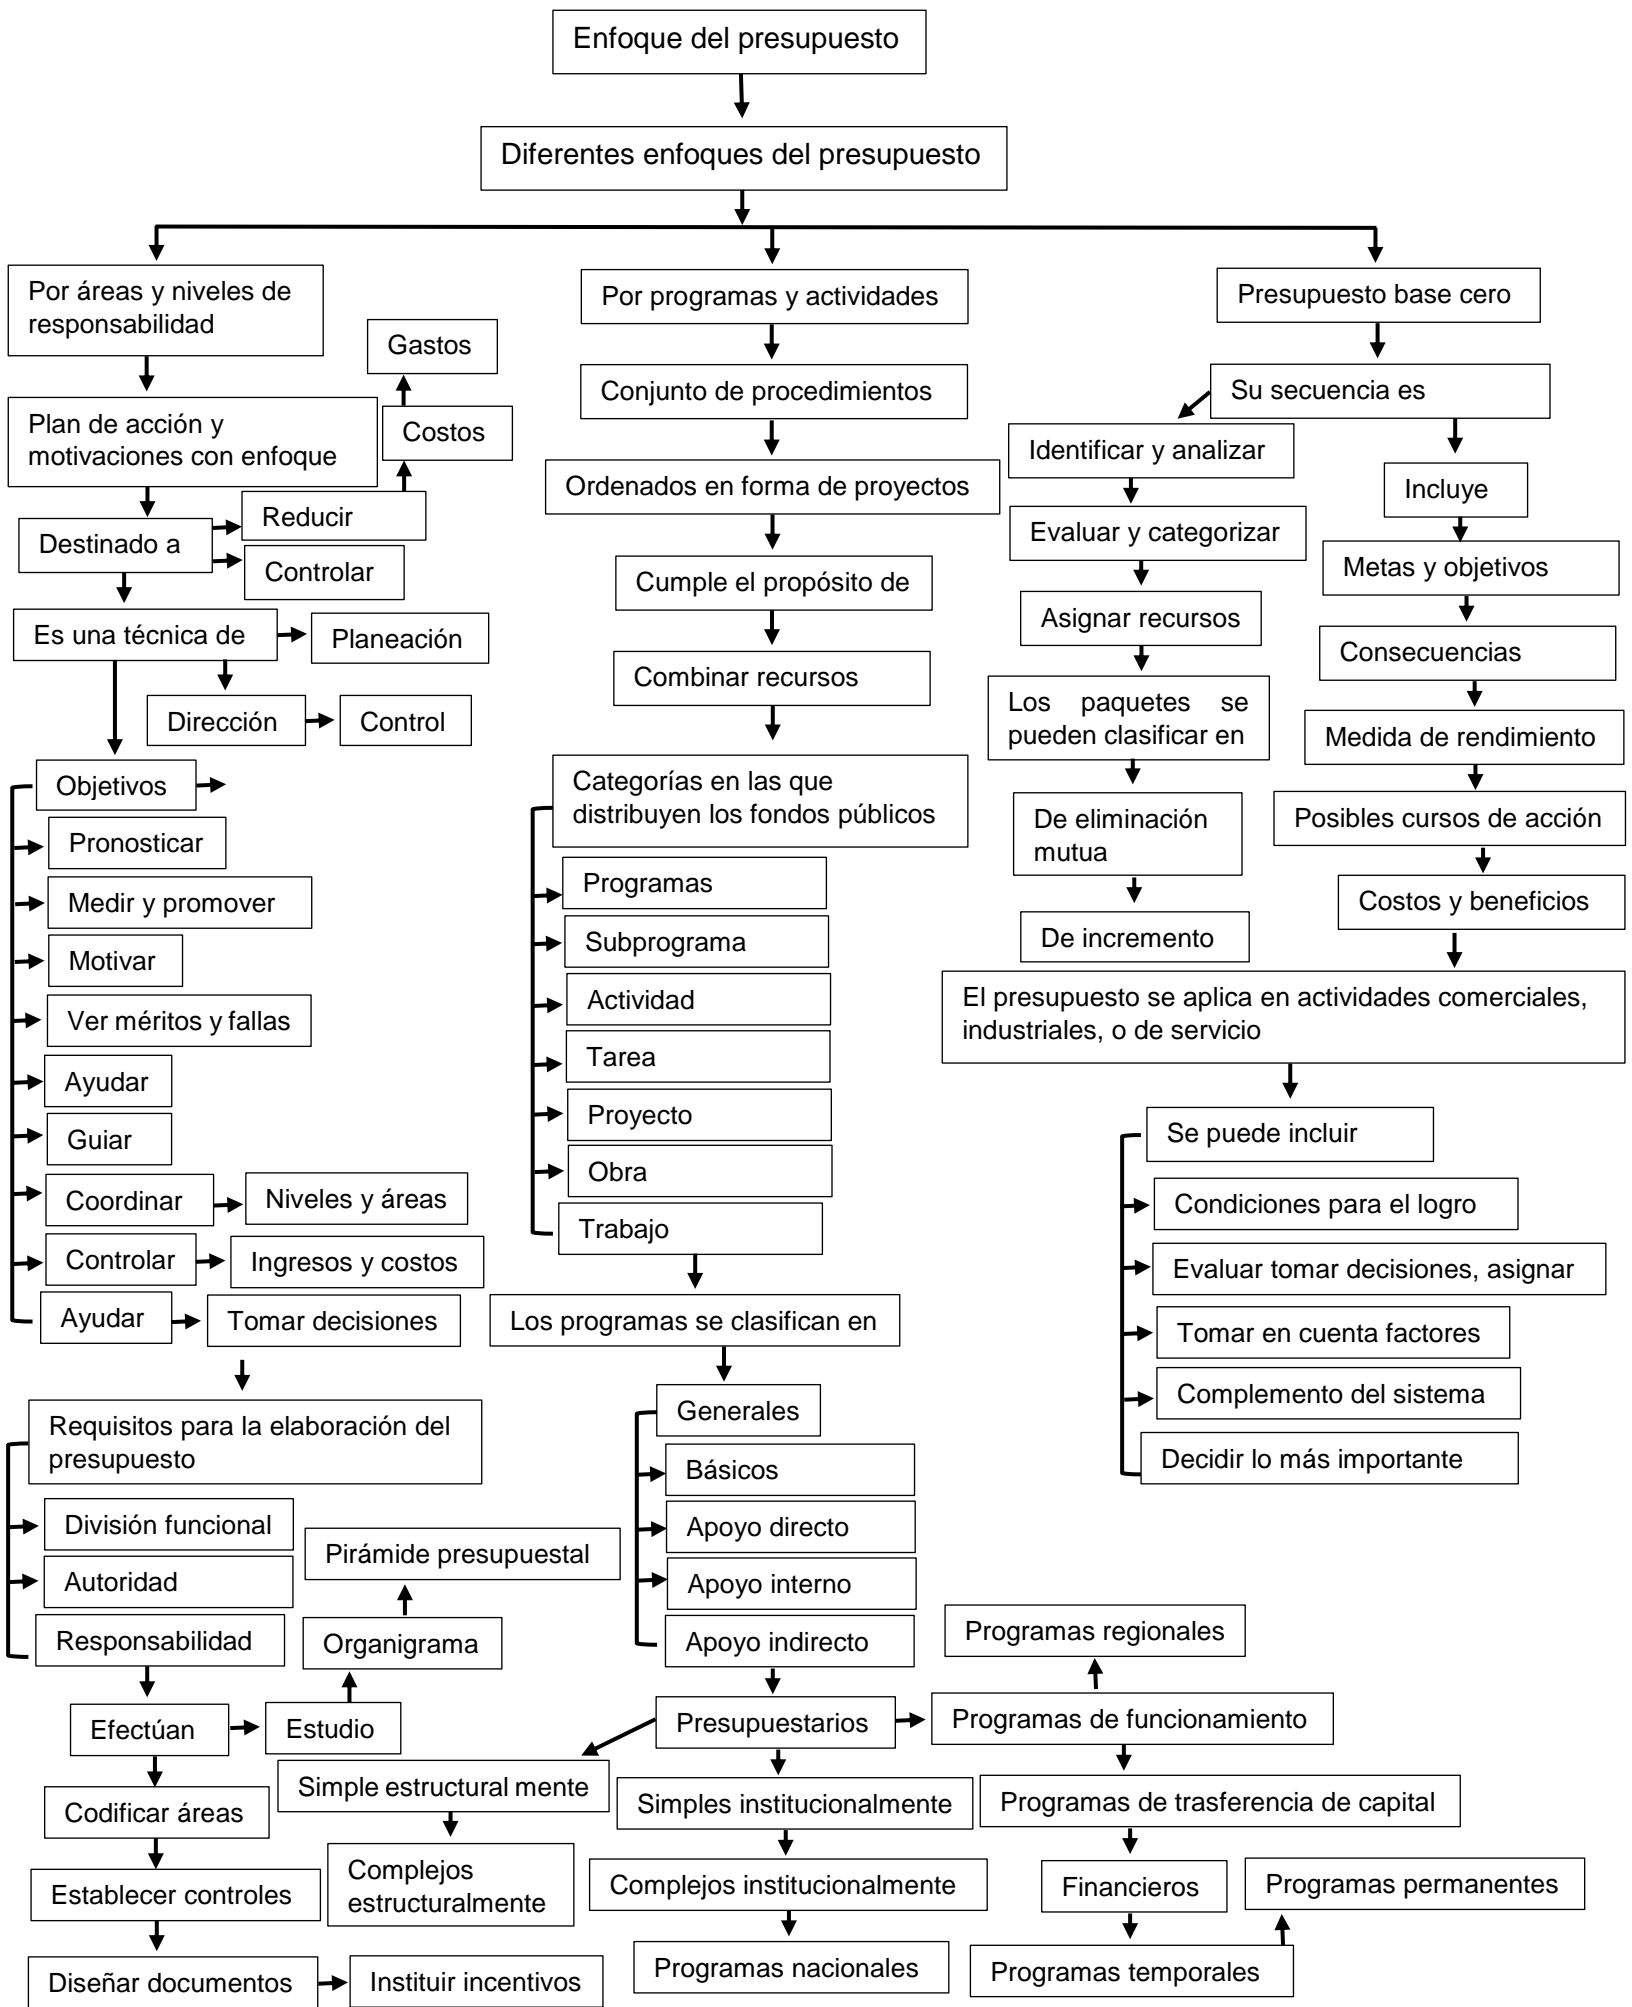 Enfoque del presupuesto
Diferentes enfoques del presupuesto
Por áreas y niveles de
responsabilidad
Gastos
Plan de acción y
motivaciones con enfoque
Costos
Destinado a
Reducir
Controlar
Es una técnica de
Planeación
Dirección
Control
Objetivos
Pronosticar
Medir y promover
Motivar
Ver méritos y fallas
Ayudar
Guiar
Coordinar
Niveles y áreas
Controlar
Ingresos y costos
Ayudar
Tomar decisiones
Requisitos para la elaboración del
presupuesto
División funcional
Autoridad
Responsabilidad
Pirámide presupuestal
Organigrama
Efectúan
Estudio
Codificar áreas
Establecer controles
Diseñar documentos
Instituir incentivos
Por programas y actividades
Conjunto de procedimientos
Ordenados en forma de proyectos
Cumple el propósito de
Combinar recursos
Categorías en las que
distribuyen los fondos públicos
Programas
Subprograma
Actividad
Tarea
Proyecto
Obra
Trabajo
Los programas se clasifican en
Generales
Básicos
Apoyo directo
Apoyo interno
Apoyo indirecto
Presupuestarios
Simple estructural mente
Complejos
estructuralmente
Simples institucionalmente
Complejos institucionalmente
Programas nacionales
Programas regionales
Programas de funcionamiento
Programas de trasferencia de capital
Financieros
Programas temporales
Programas permanentes
Presupuesto base cero
Su secuencia es
Identificar y analizar
Evaluar y categorizar
Asignar recursos
Los paquetes se
pueden clasificar en
De eliminación
mutua
De incremento
Incluye
Metas y objetivos
Consecuencias
Medida de rendimiento
Posibles cursos de acción
Costos y beneficios
El presupuesto se aplica en actividades comerciales,
industriales, o de servicio
Se puede incluir
Condiciones para el logro
Evaluar tomar decisiones, asignar
Tomar en cuenta factores
Complemento del sistema
Decidir lo más importante